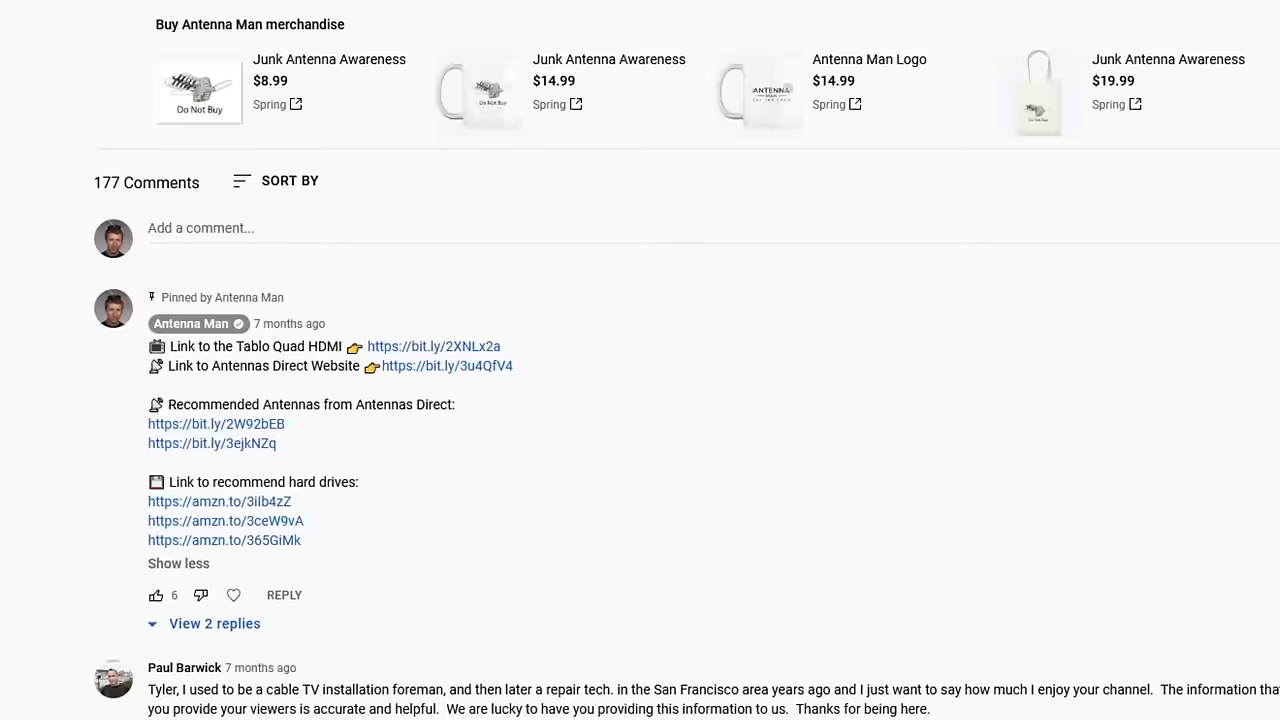 Buy Antenna Man merchandise
Junk Antenna Awareness
$8.99
Spring
Do Not Buy
Junk Antenna Awareness
$14.99
Spring
Do Not Buy
Antenna Man Logo
$14.99
Spring
ANTENNA
MAN
Junk Antenna Awareness
$19.99
Spring
Do Not Buy
177 Comments SORT BY
Add a comment...
Pinned by Antenna Man
Antenna Man 7 months ago
Link to the Tablo Quad HDMI 👉 https://bit.ly/2XNLx2a
Link to Antennas Direct Website 👉https://bit.ly/3u4QfV4
Recommended Antennas from Antennas Direct:
https://bit.ly/2W92bEB
https://bit.ly/3ejkNZq
Link to recommend hard drives:
https://amzn.to/3iIb4zZ
https://amzn.to/3ceW9vA
https://amzn.to/365GiMk
Show less
6 REPLY
View 2 replies
Paul Barwick 7 months ago
Tyler, I used to be a cable TV installation foreman, and then later a repair tech. in the San Francisco area years ago and I just want to say how much I enjoy your channel. The information tha
you provide your viewers is accurate and helpful. We are lucky to have you providing this information to us. Thanks for being here.